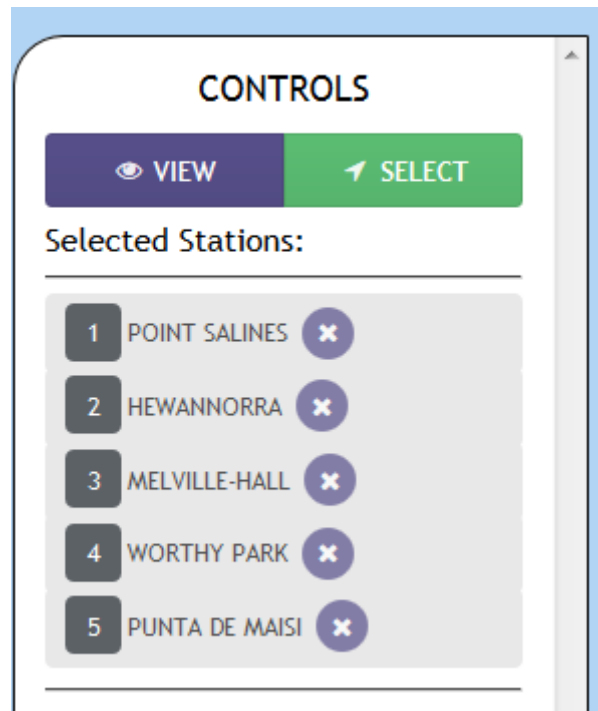 CONTROLS
VIEW SELECT
Selected Stations:
1 POINT SALINES
2 HEWANNORRA
3 MELVILLE-HALL
4 WORTHY PARK
5 PUNTA DE MAISI